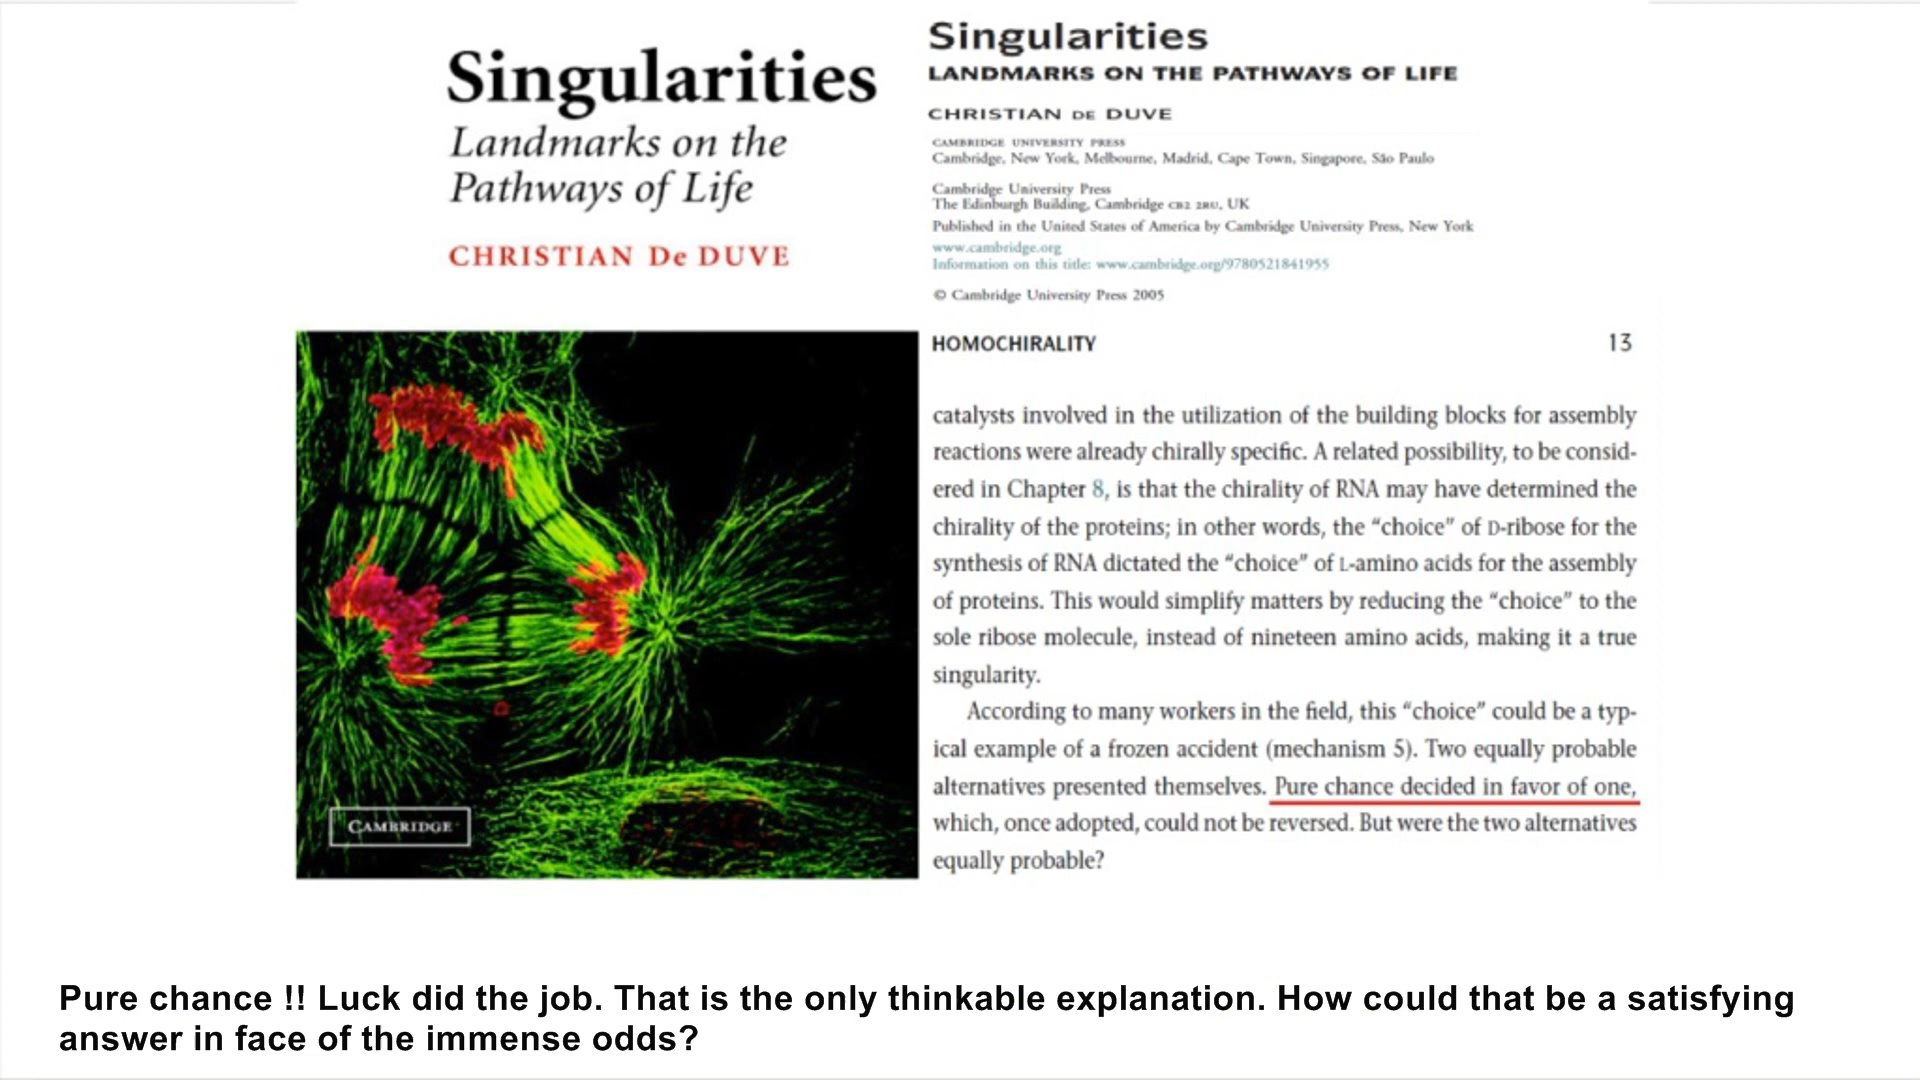 Singularities
Landmarks on the
Pathways of Life
CHRISTIAN De DUVE
CAMBRIDGE
Singularities
LANDMARKS ON THE PATHWAYS OF LIFE
CHRISTIAN DE DUVE
CAMBRIDGE UNIVERSITY PRESS
Cambridge, New York, Melbourne, Madrid, Cape Town, Singapore, São Paulo
Cambridge University Press
The Edinburgh Building, Cambridge CB2 2RU, UK
Published in the United States of America by Cambridge University Press, New York
www.cambridge.org
Information on this title: www.cambridge.org/9780521841955
© Cambridge University Press 2005
HOMOCHIRALITY 13
catalysts involved in the utilization of the building blocks for assembly
reactions were already chirally specific. A related possibility, to be consid-
ered in Chapter 8, is that the chirality of RNA may have determined the
chirality of the proteins; in other words, the “choice” of D-ribose for the
synthesis of RNA dictated the “choice” of L-amino acids for the assembly
of proteins. This would simplify matters by reducing the “choice” to the
sole ribose molecule, instead of nineteen amino acids, making it a true
singularity.
According to many workers in the field, this “choice” could be a typ-
ical example of a frozen accident (mechanism 5). Two equally probable
alternatives presented themselves. Pure chance decided in favor of one,
which, once adopted, could not be reversed. But were the two alternatives
equally probable?
Pure chance !! Luck did the job. That is the only thinkable explanation. How could that be a satisfying
answer in face of the immense odds?